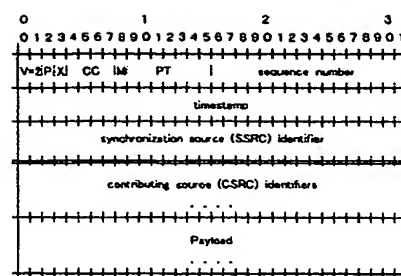 0 1 2 3
0 1 2 3 4 5 6 7 8 9 0 1 2 3 4 5 6 7 8 9 0 1 2 3 4 5 6 7 8 9 0 1
V=2|P|X| CC |M| PT | sequence number
timestamp
synchronization source (SSRC) identifier
contributing source (CSRC) identifiers
. . . .
Payload
. . . .